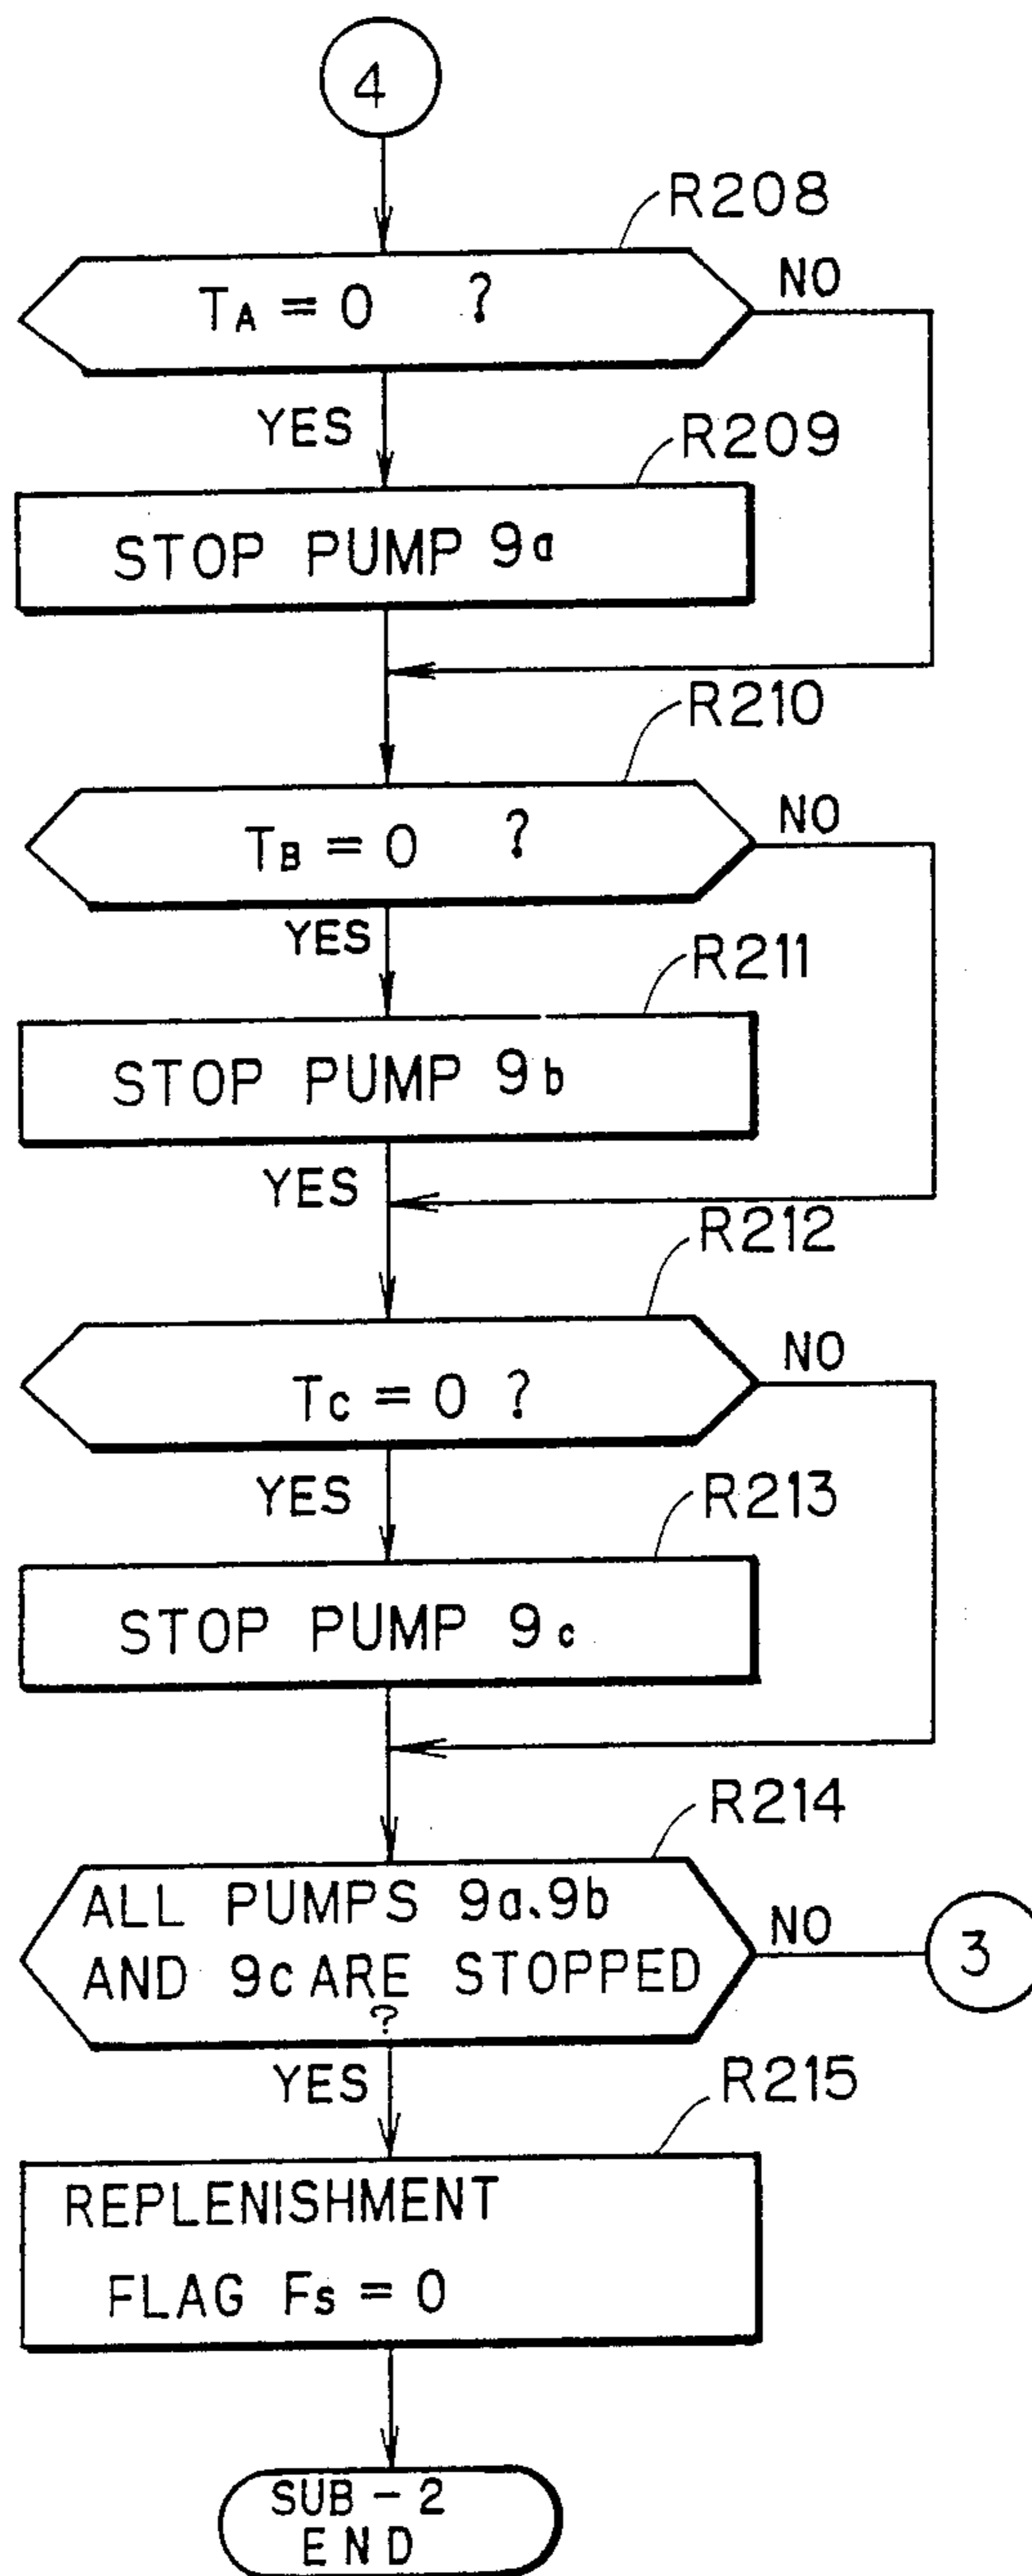 4
R208
TA = 0 ?
NO
YES
R209
STOP PUMP 9a
R210
TB = 0 ?
NO
YES
R211
STOP PUMP 9b
YES
R212
TC = 0 ?
NO
YES
R213
STOP PUMP 9c
R214
ALL PUMPS 9a, 9b
AND 9c ARE STOPPED
?
NO
3
YES
R215
REPLENISHMENT
FLAG Fs = 0
SUB-2
END